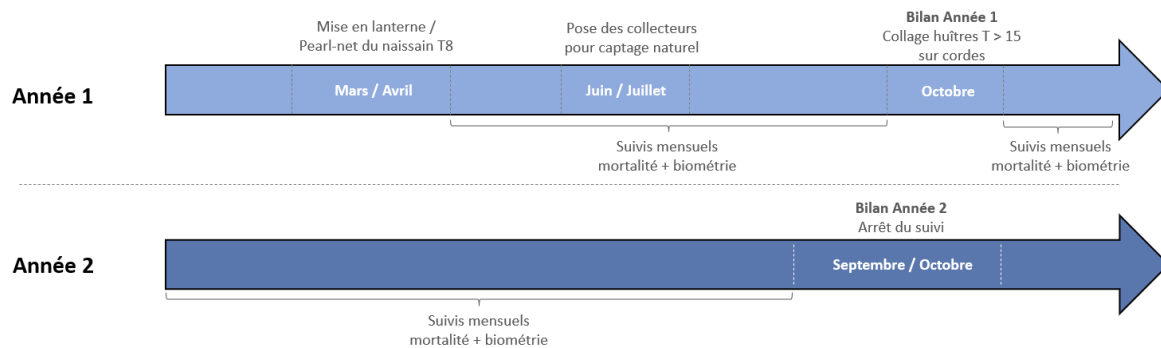 Mise en lanterne /
Pearl-net du naissain T8
Pose des collecteurs
pour captage naturel
Bilan Année 1
Collage huîtres T > 15
sur cordes
Année 1
Mars / Avril
Juin / Juillet
Octobre
Suivis mensuels
mortalité + biométrie
Suivis mensuels
mortalité + biométrie
Bilan Année 2
Arrêt du suivi
Année 2
Septembre / Octobre
Suivis mensuels
mortalité + biométrie